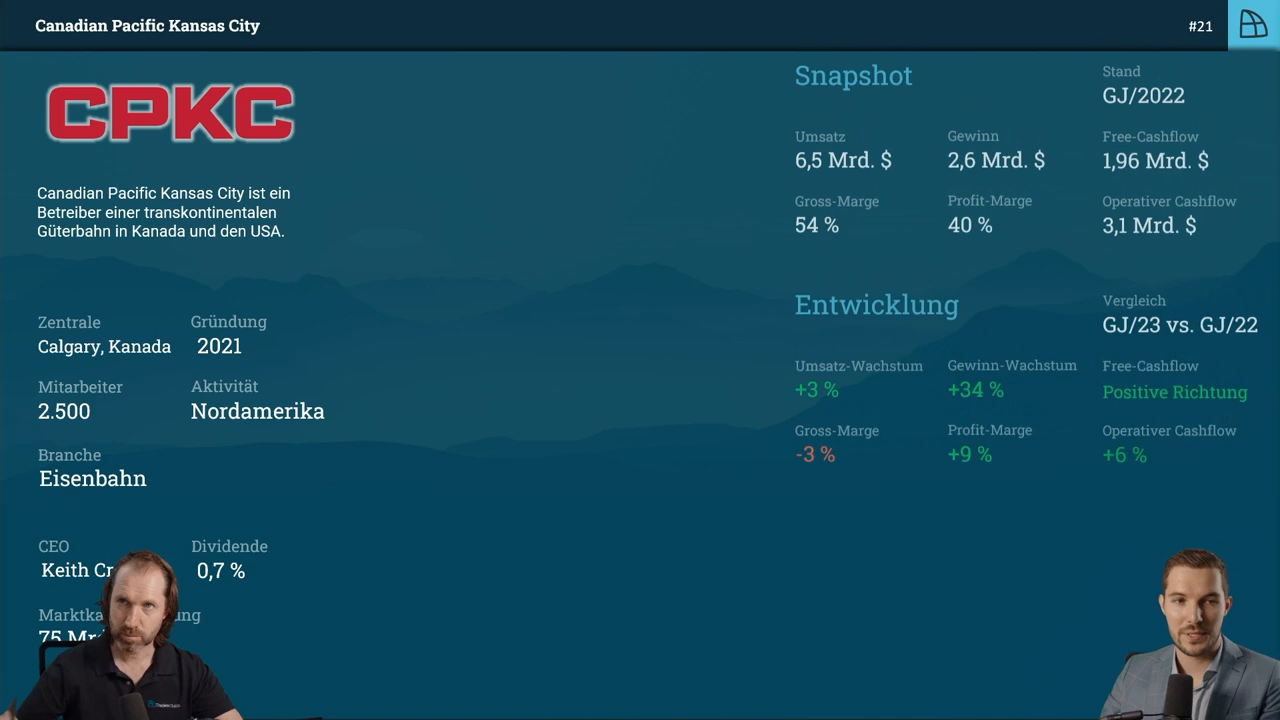 Canadian Pacific Kansas City
#21
CPKC
Canadian Pacific Kansas City ist ein
Betreiber einer transkontinentalen
Güterbahn in Kanada und den USA.
Zentrale
Calgary, Kanada
Gründung
2021
Mitarbeiter
2.500
Aktivität
Nordamerika
Branche
Eisenbahn
CEO
Keith
Dividende
0,7 %
75
Snapshot
Stand
GJ/2022
Umsatz
6,5 Mrd. $
Gewinn
2,6 Mrd. $
Free-Cashflow
1,96 Mrd. $
Gross-Marge
54 %
Profit-Marge
40 %
Operativer Cashflow
3,1 Mrd. $
Entwicklung
Vergleich
GJ/23 vs. GJ/22
Umsatz-Wachstum
+3 %
Gewinn-Wachstum
+34 %
Free-Cashflow
Positive Richtung
Gross-Marge
-3 %
Profit-Marge
+9 %
Operativer Cashflow
+6 %